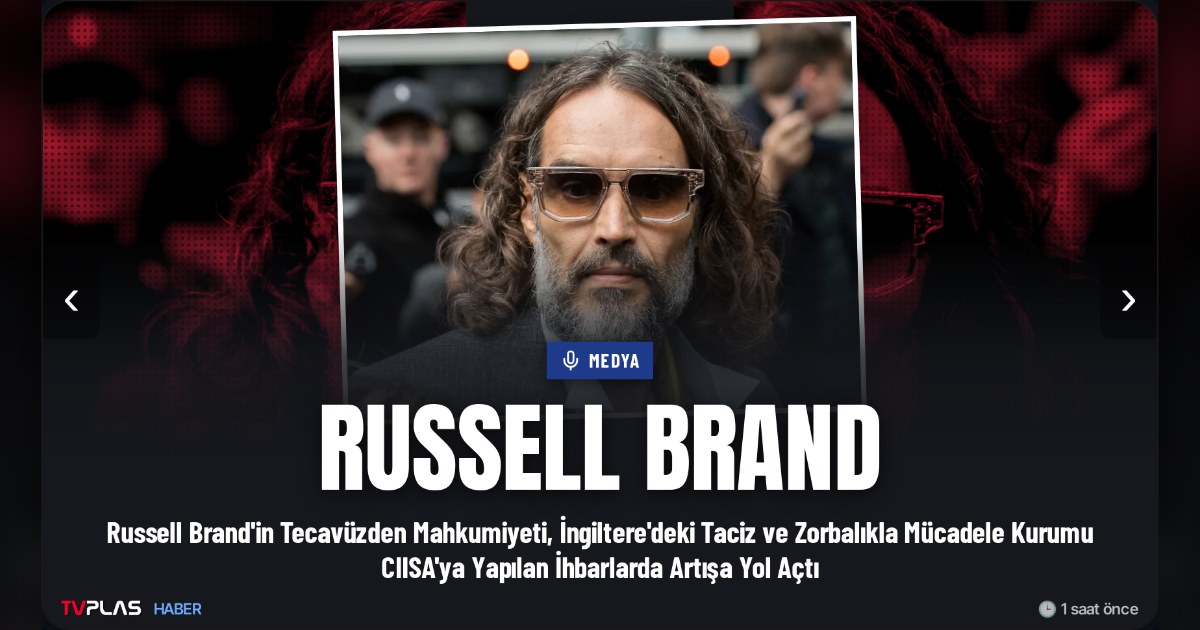 MEDYA
RUSSELL BRAND
Russell Brand'in Tecavüzden Mahkumiyeti, İngiltere'deki Taciz ve Zorbalıkla Mücadele Kurumu
CIISA'ya Yapılan İhbarlarda Artışa Yol Açtı
TVPLAS HABER
1 saat önce